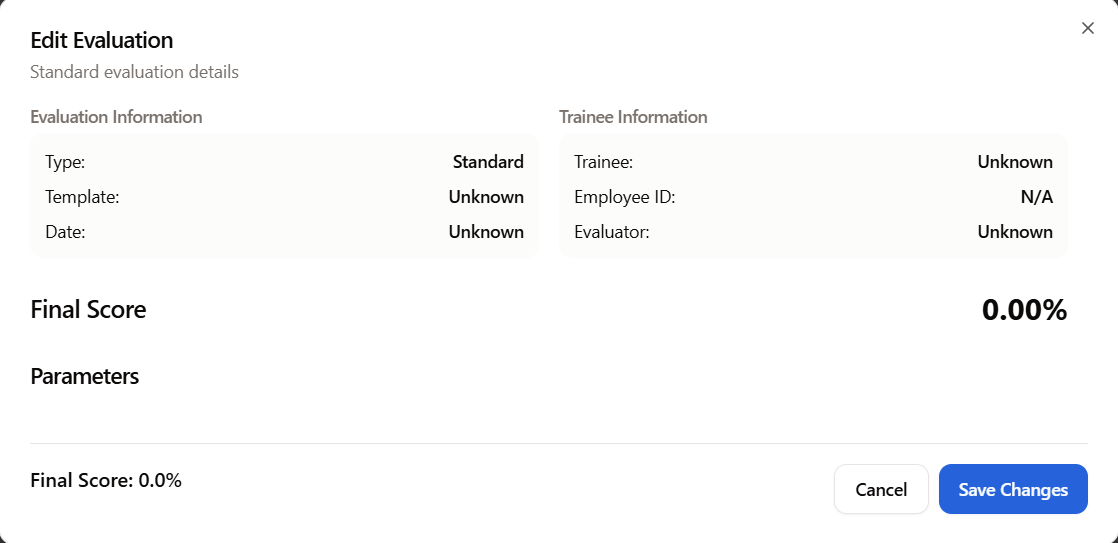 Edit Evaluation
Standard evaluation details
Evaluation Information
Type: Standard
Template: Unknown
Date: Unknown
Trainee Information
Trainee: Unknown
Employee ID: N/A
Evaluator: Unknown
Final Score 0.00%
Parameters
Final Score: 0.0%
Cancel
Save Changes